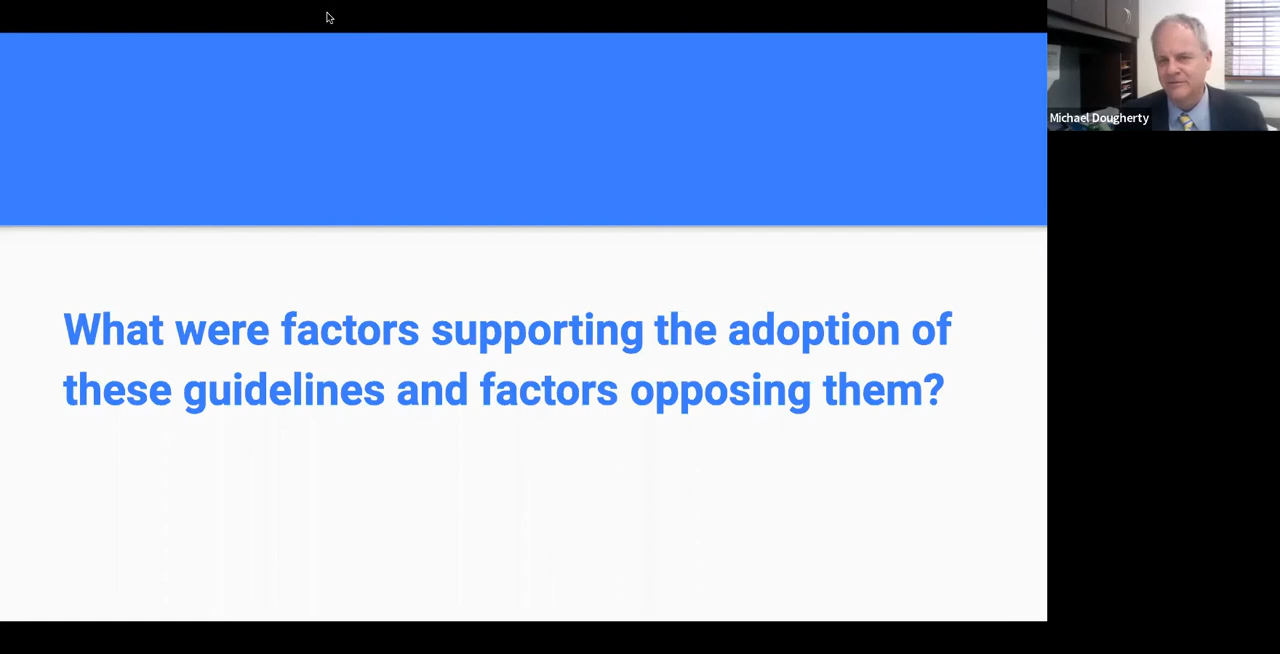 What were factors supporting the adoption of
these guidelines and factors opposing them?
Michael Dougherty